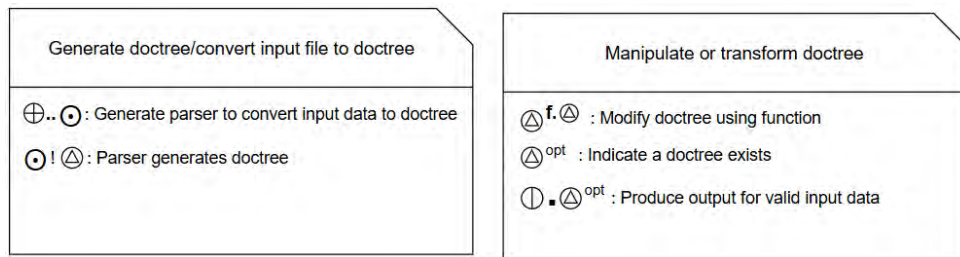 Generate doctree/convert input file to doctree
⊕.. ⊙ : Generate parser to convert input data to doctree
⊙ ! Ⓐ : Parser generates doctree
Manipulate or transform doctree
◬ f. ◬ : Modify doctree using function
◬ opt : Indicate a doctree exists
⦶ . ◬ opt : Produce output for valid input data